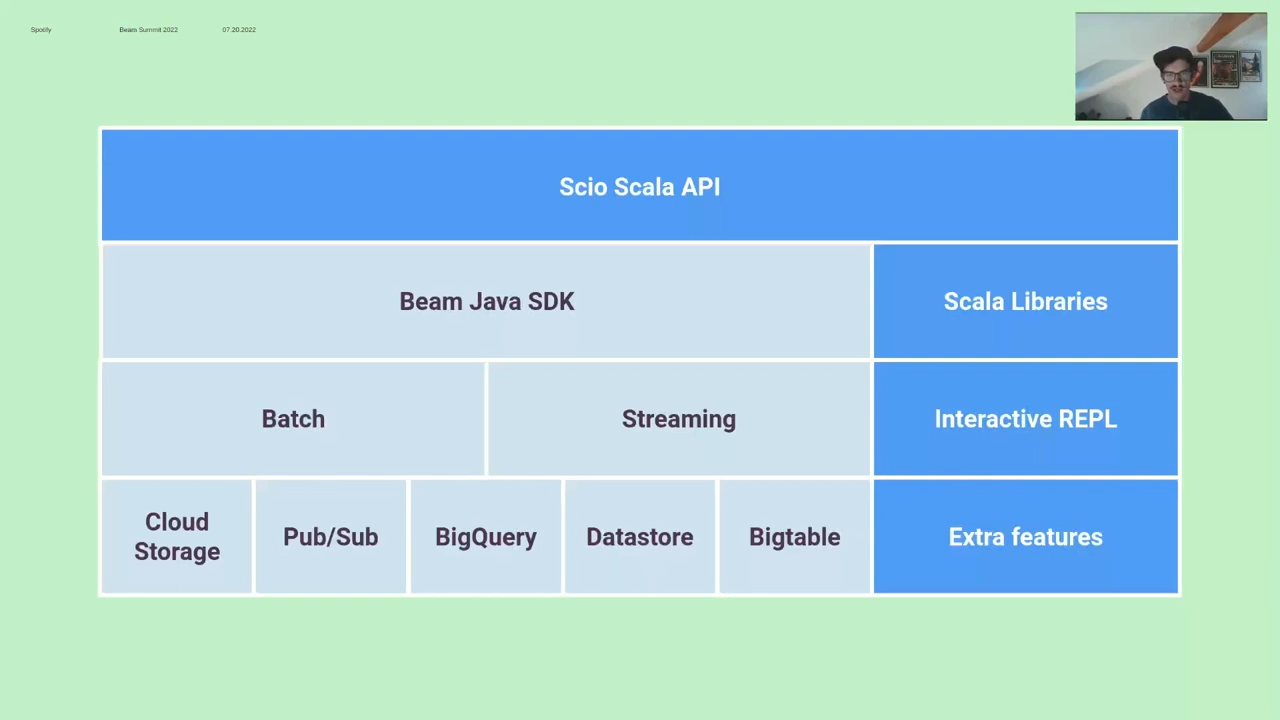 Spotify
Beam Summit 2022
07.20.2022
Scio Scala API
Beam Java SDK
Scala Libraries
Batch
Streaming
Interactive REPL
Cloud
Storage
Pub/Sub
BigQuery
Datastore
Bigtable
Extra features